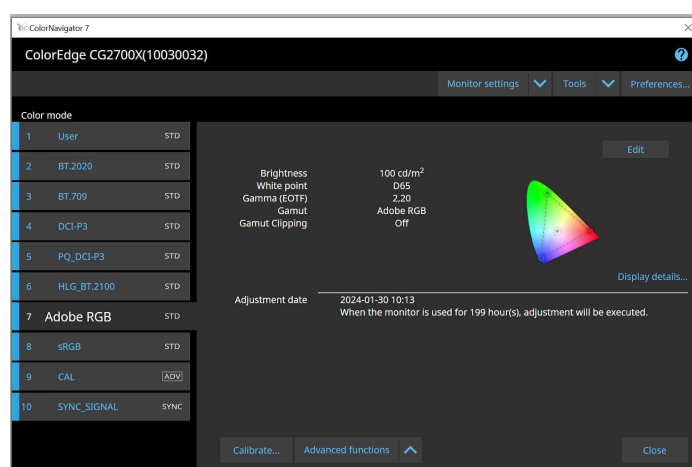 ColorNavigator 7
ColorEdge CG2700X(10030032)
Monitor settings Tools Preferences...
Color mode
1 User STD
2 BT.2020 STD
3 BT.709 STD
4 DCI-P3 STD
5 PQ_DCI-P3 STD
6 HLG_BT.2100 STD
7 Adobe RGB STD
8 sRGB STD
9 CAL ADV
10 SYNC_SIGNAL SYNC
Edit
Brightness 100 cd/m²
White point D65
Gamma (EOTF) 2,20
Gamut Adobe RGB
Gamut Clipping Off
Display details...
Adjustment date 2024-01-30 10:13
When the monitor is used for 199 hour(s), adjustment will be executed.
Calibrate... Advanced functions Close